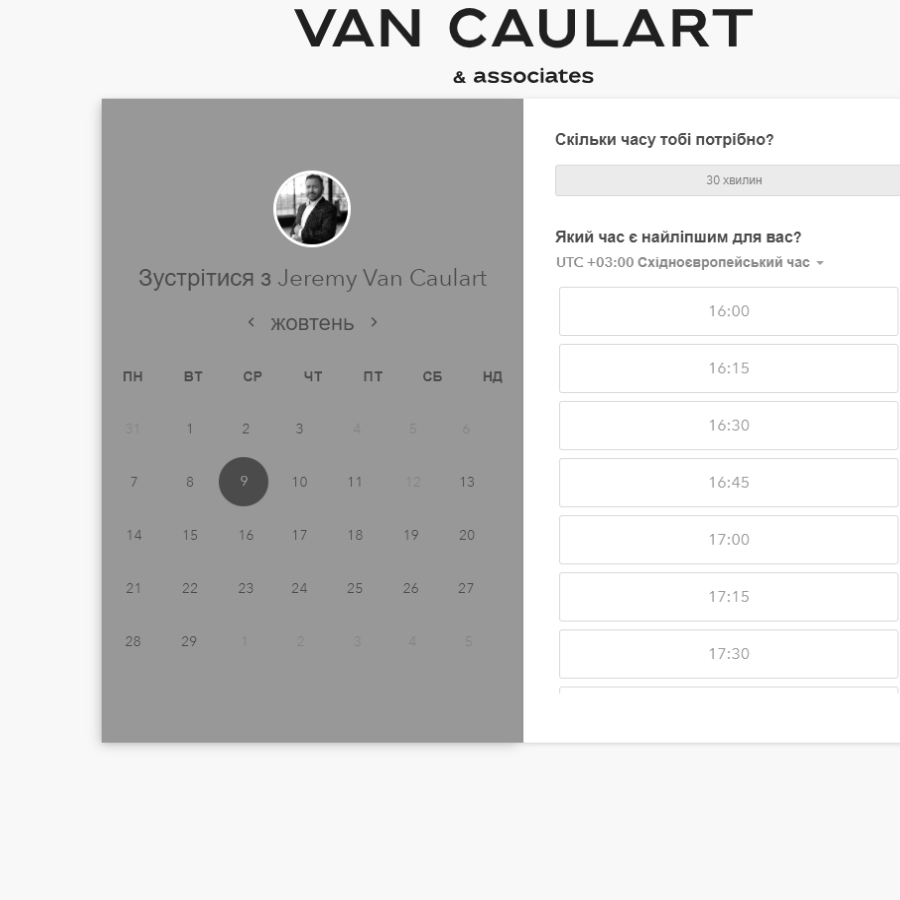 VAN CAULART
& associates
Зустрітися з Jeremy Van Caulart
жовтень
ПН ВТ СР ЧТ ПТ СБ НД
31 1 2 3 4 5 6
7 8 9 10 11 12 13
14 15 16 17 18 19 20
21 22 23 24 25 26 27
28 29 1 2 3 4 5
Скільки часу тобі потрібно?
30 хвилин
Який час є найліпшим для вас?
UTC +03:00 Східноєвропейський час
16:00
16:15
16:30
16:45
17:00
17:15
17:30